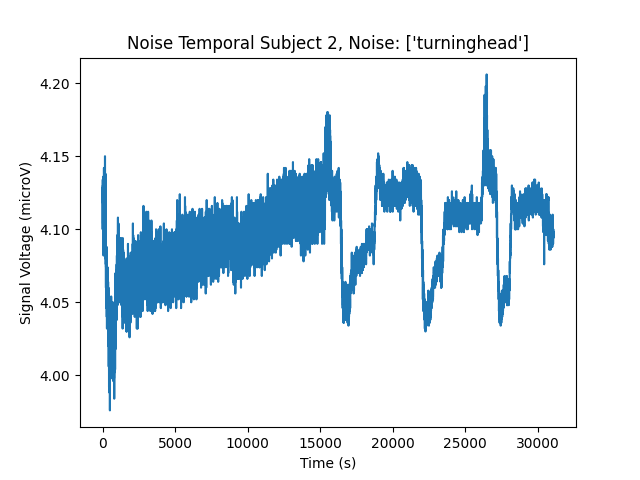 Noise Temporal Subject 2, Noise: ['turninghead']
4.20
4.15
4.10
4.05
4.00
Signal Voltage (microV)
0 5000 10000 15000 20000 25000 30000
Time (s)